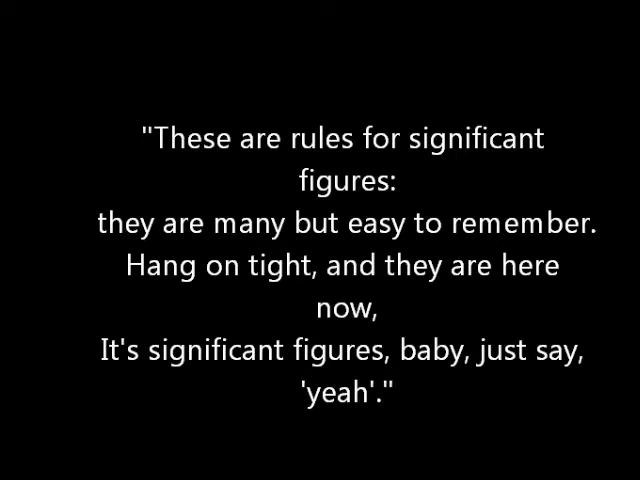 "These are rules for significant
figures:
they are many but easy to remember.
Hang on tight, and they are here
now,
It's significant figures, baby, just say,
'yeah'."